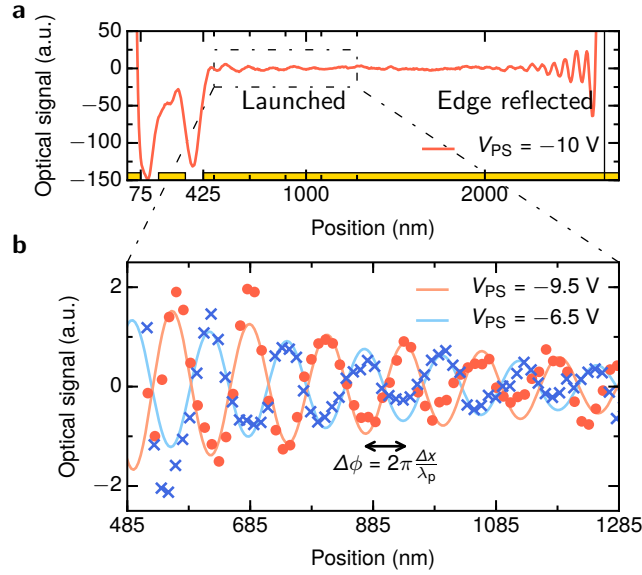 a
50
0
−50
−100
−150
Optical signal (a.u.)
Launched
Edge reflected
V_PS = −10 V
75
425
1000
2000
Position (nm)
b
2
0
−2
Optical signal (a.u.)
V_PS = −9.5 V
V_PS = −6.5 V
Δϕ = 2π Δx/λ_p
485
685
885
1085
1285
Position (nm)